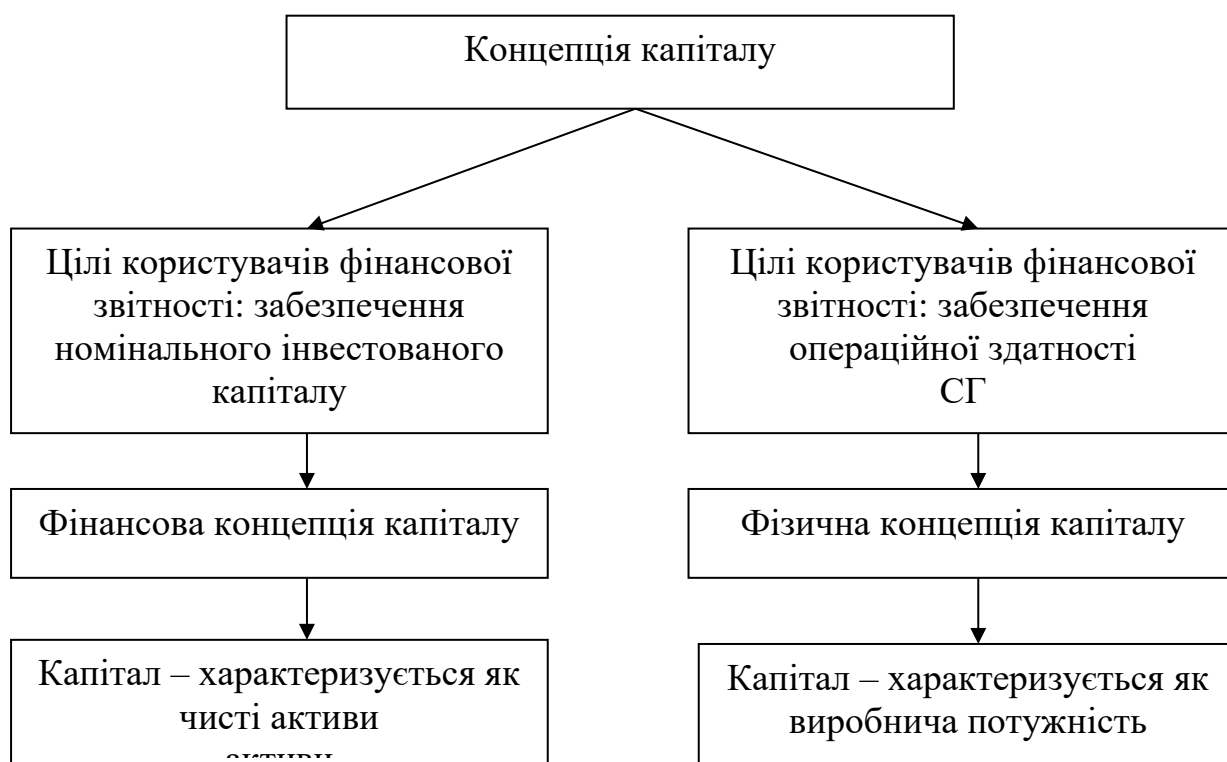 Концепція капіталу
Цілі користувачів фінансової
звітності: забезпечення
номінального інвестованого
капіталу
Цілі користувачів фінансової
звітності: забезпечення
операційної здатності
СГ
Фінансова концепція капіталу
Фізична концепція капіталу
Капітал – характеризується як
чисті активи
активи
Капітал – характеризується як
виробнича потужність